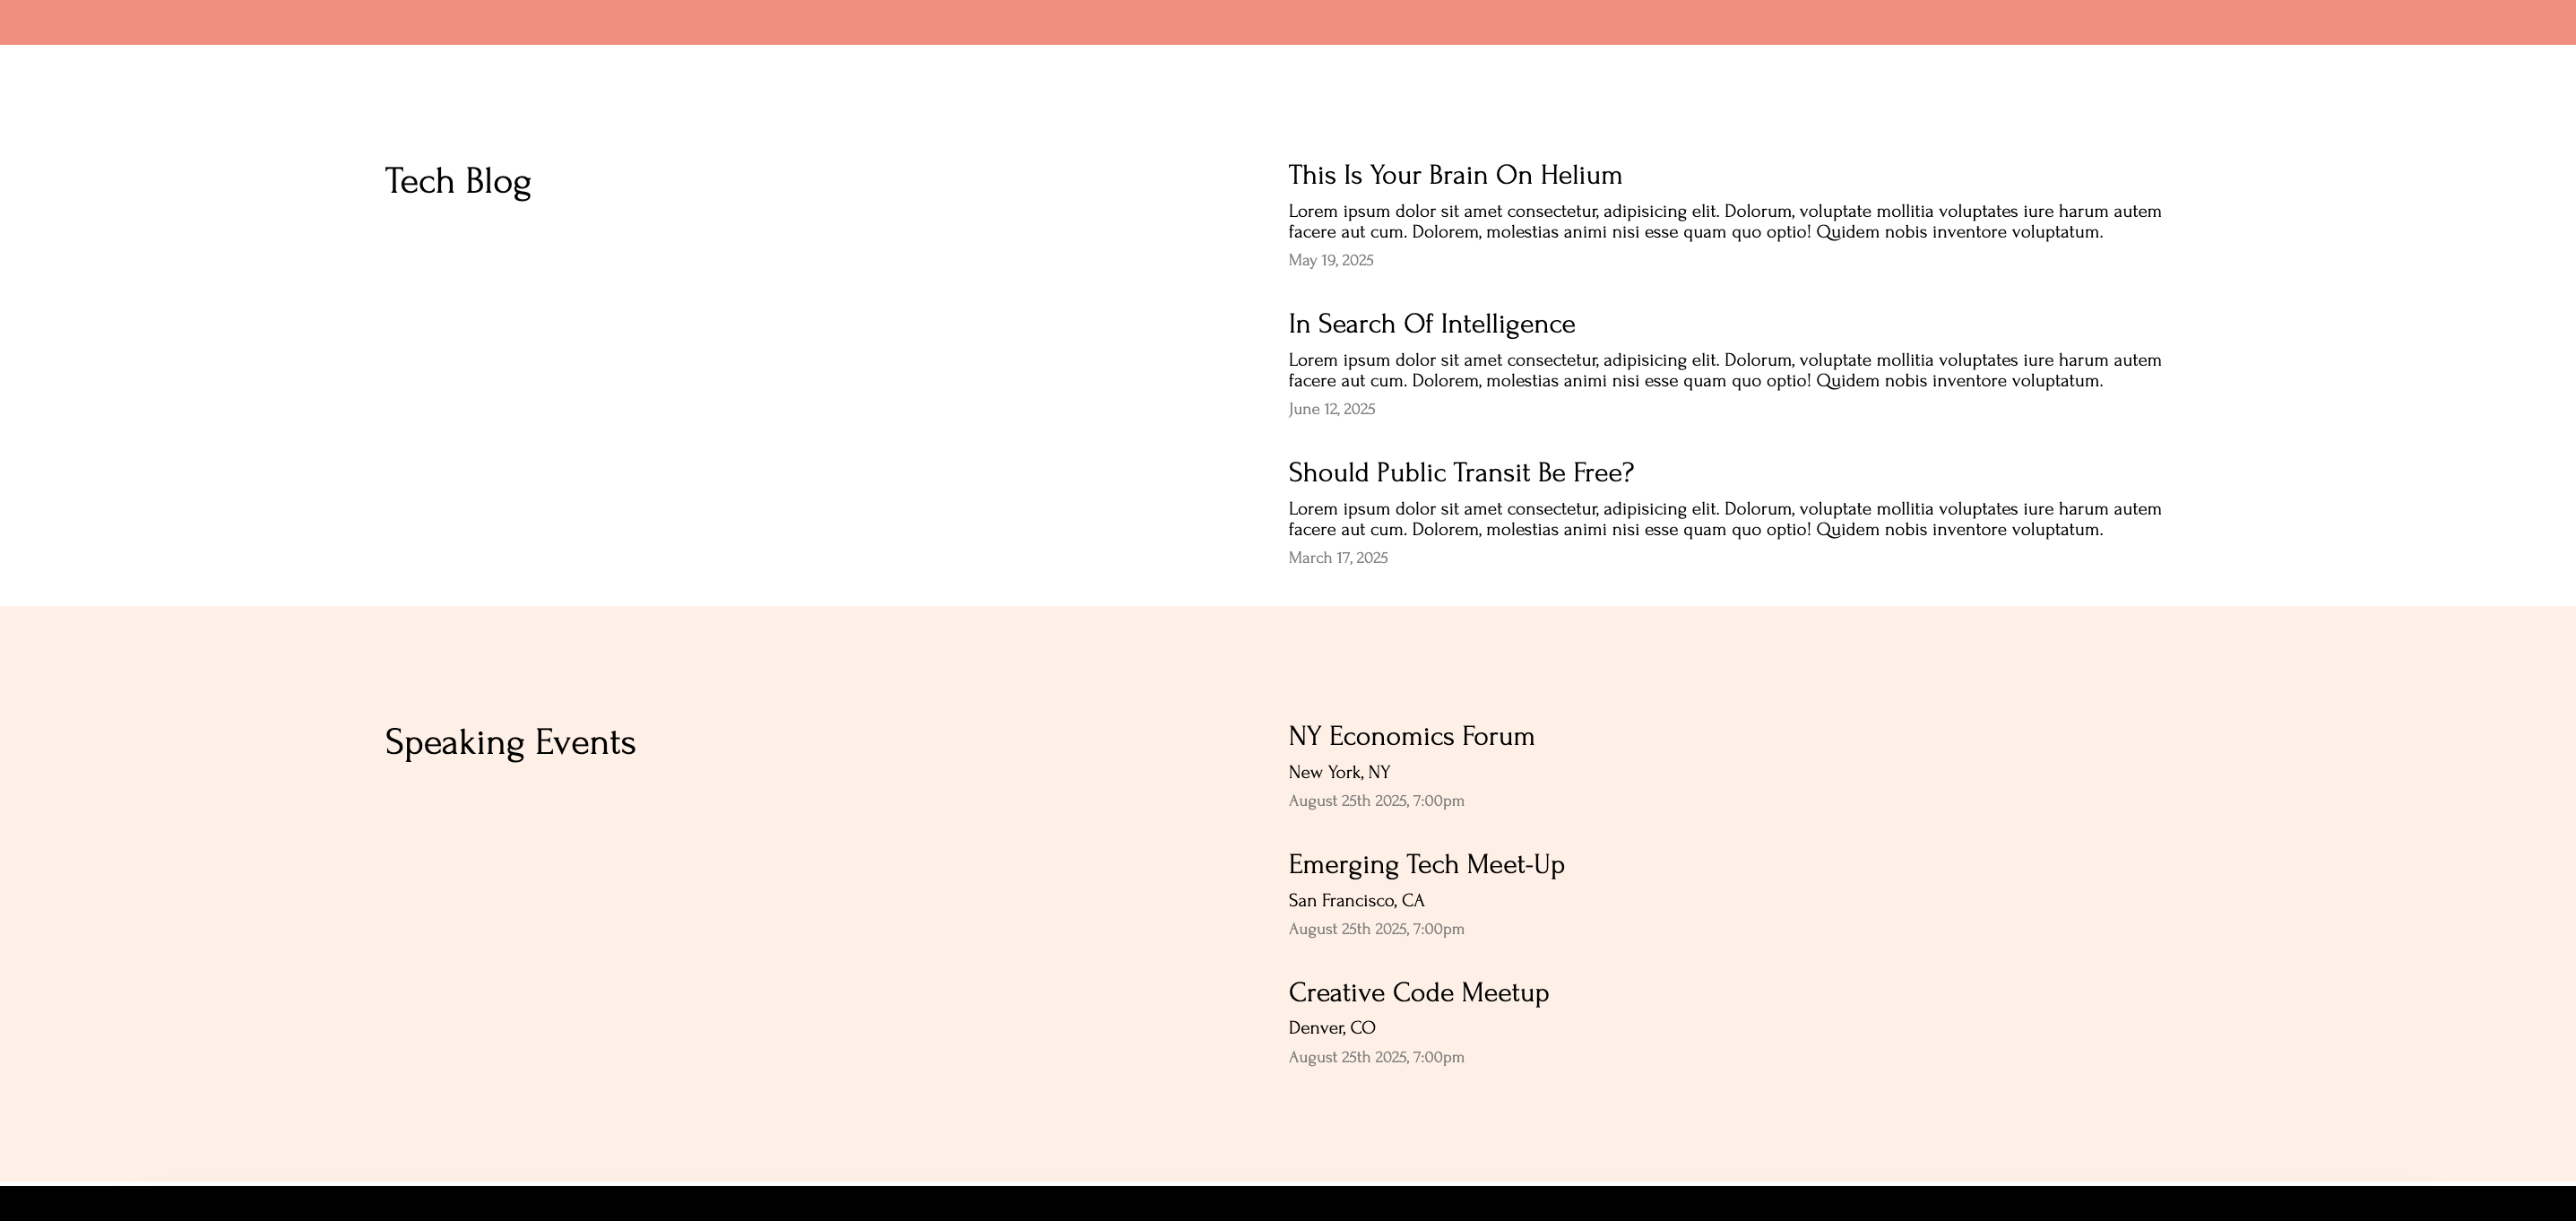 Tech Blog
This Is Your Brain On Helium
Lorem ipsum dolor sit amet consectetur, adipisicing elit. Dolorum, voluptate mollitia voluptates iure harum autem
facere aut cum. Dolorem, molestias animi nisi esse quam quo optio! Quidem nobis inventore voluptatum.
May 19, 2025
In Search Of Intelligence
Lorem ipsum dolor sit amet consectetur, adipisicing elit. Dolorum, voluptate mollitia voluptates iure harum autem
facere aut cum. Dolorem, molestias animi nisi esse quam quo optio! Quidem nobis inventore voluptatum.
June 12, 2025
Should Public Transit Be Free?
Lorem ipsum dolor sit amet consectetur, adipisicing elit. Dolorum, voluptate mollitia voluptates iure harum autem
facere aut cum. Dolorem, molestias animi nisi esse quam quo optio! Quidem nobis inventore voluptatum.
March 17, 2025
Speaking Events
NY Economics Forum
New York, NY
August 25th 2025, 7:00pm
Emerging Tech Meet-Up
San Francisco, CA
August 25th 2025, 7:00pm
Creative Code Meetup
Denver, CO
August 25th 2025, 7:00pm